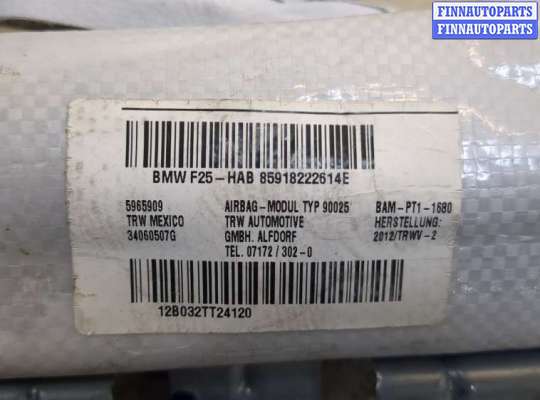 FINNAUTOPARTS
FINNAUTOPARTS
BMW F25-HAB 85918222614E
5965909 AIRBAG-MODUL TYP 90025 BAM-PT1-1680
TRW MEXICO TRW AUTOMOTIVE HERSTELLUNG:
34060507G GMBH. ALFDORF 2012/TRWV-2
TEL. 07172 / 302-0
12B032TT24120